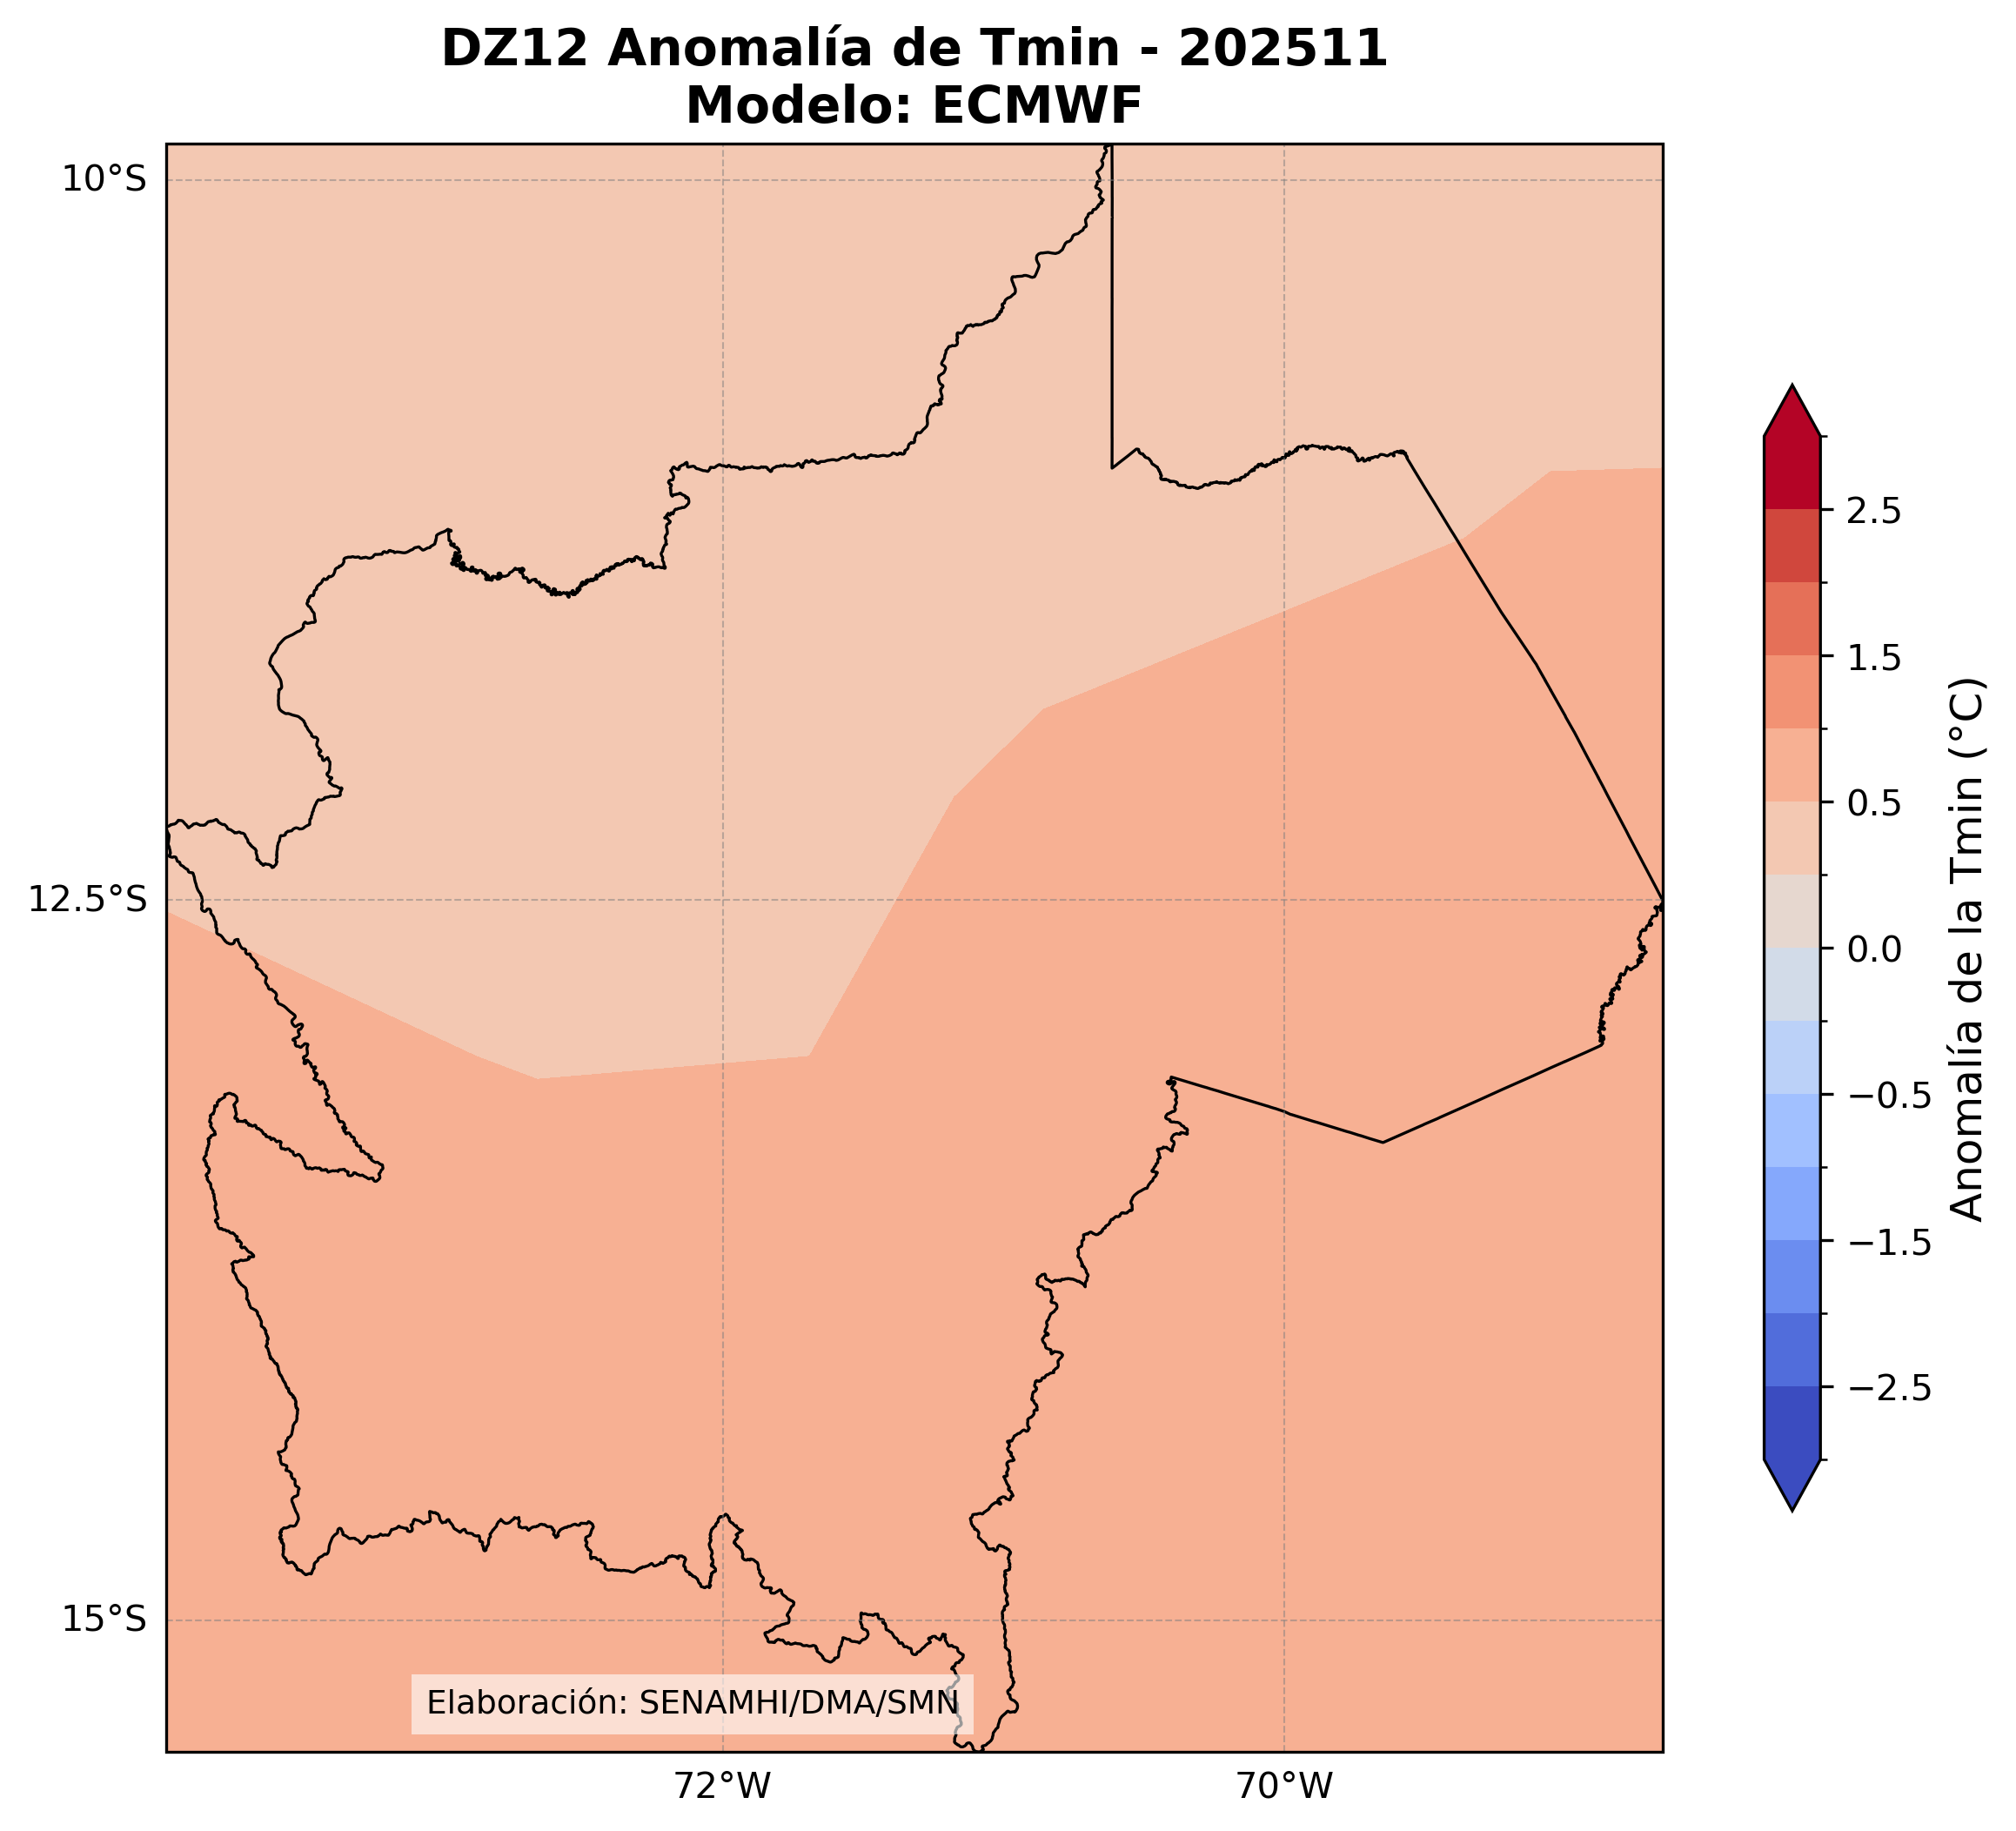 DZ12 Anomalía de Tmin - 202511
Modelo: ECMWF
10°S
12.5°S
15°S
72°W
70°W
2.5
1.5
0.5
0.0
−0.5
−1.5
−2.5
Anomalía de la Tmin (°C)
Elaboración: SENAMHI/DMA/SMN